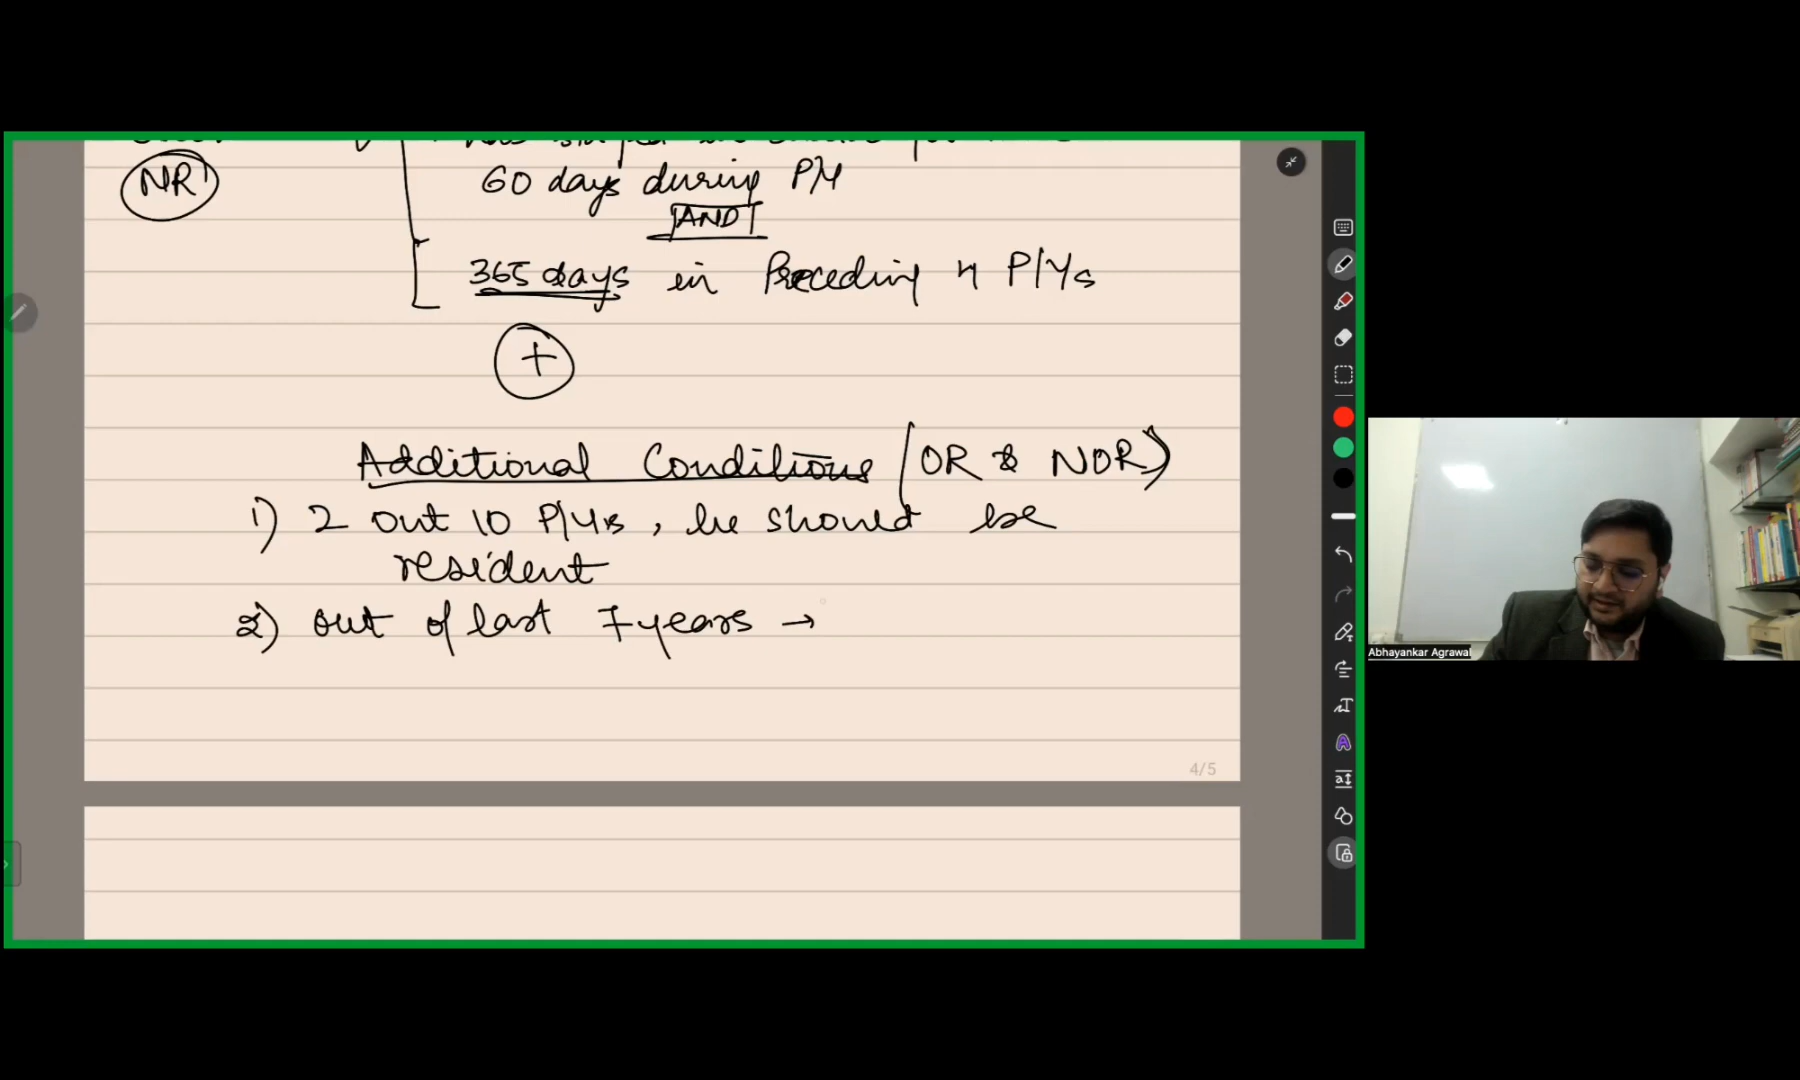 NR
60 days during P/Y
AND
365 days in Preceding 4 P/Ys
+
Additional Conditions (OR & NOR)
1) 2 out 10 P/Ys, he should be
resident
2) out of last 7 years →
4/5
Abhayankar Agrawal